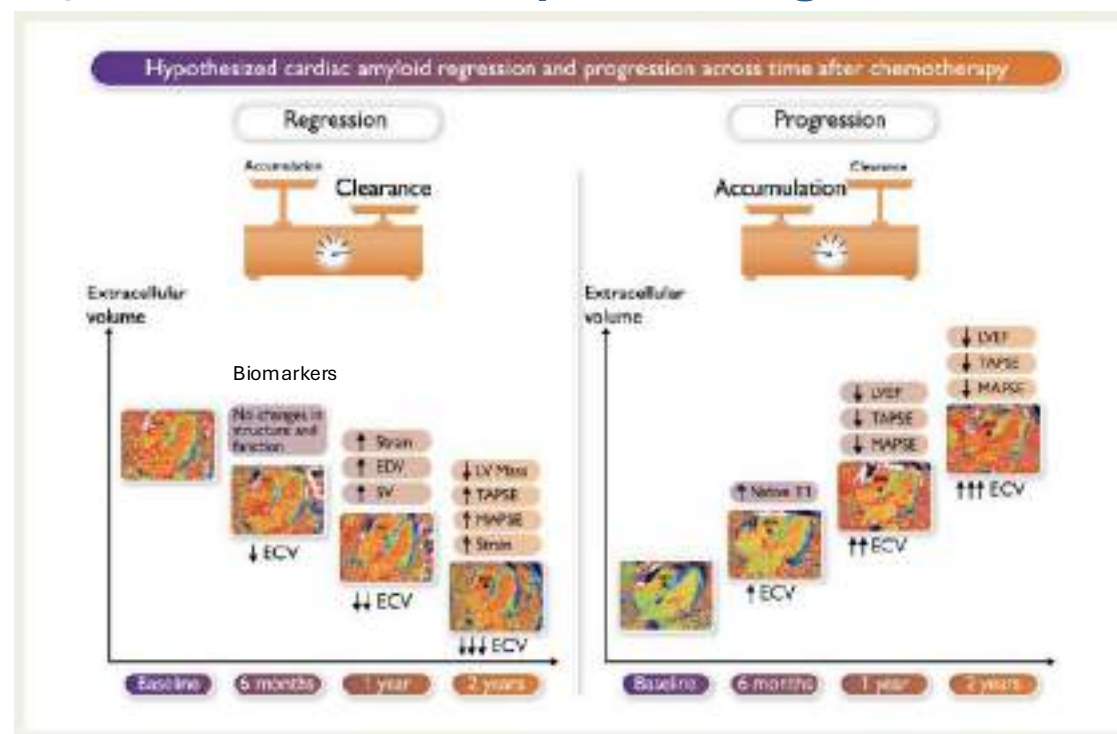 Hypothesized cardiac amyloid regression and progression across time after chemotherapy
Regression
Accumulation
Clearance
Extracellular
volume
Biomarkers
No changes in
structure and
function
↓ ECV
↑ Strain
↑ EDV
↑ SV
↓↓ ECV
↓ LV Mass
↑ TAPSE
↑ MAPSE
↑ Strain
↓↓↓ ECV
Baseline
6 months
1 year
2 years
Progression
Clearance
Accumulation
Extracellular
volume
↑ Native T1
↑ ECV
↓ LVEF
↓ TAPSE
↓ MAPSE
↑↑ ECV
↓ LVEF
↓ TAPSE
↓ MAPSE
↑↑↑ ECV
Baseline
6 months
1 year
2 years